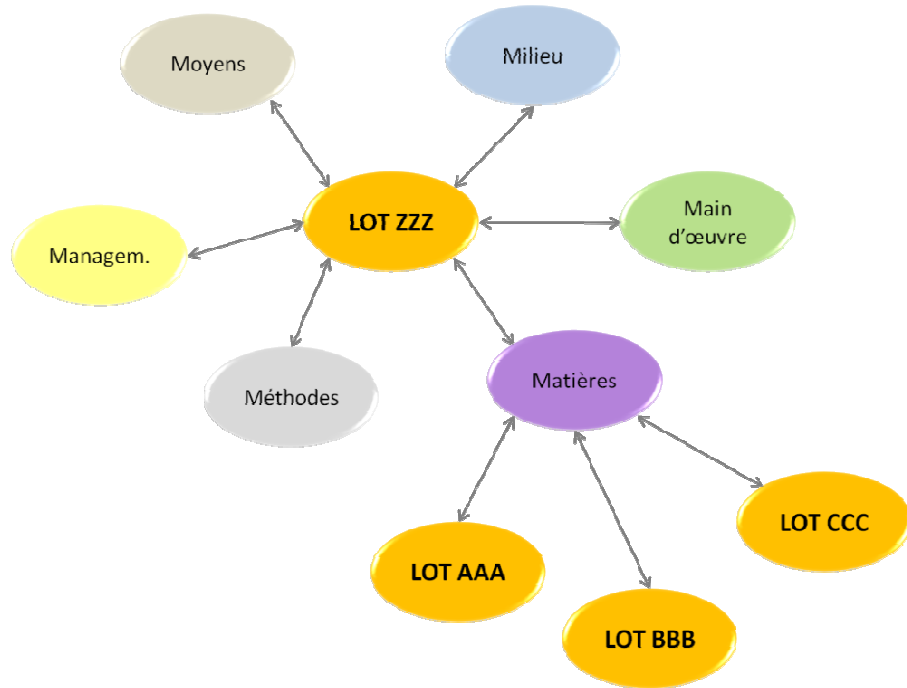 Moyens
Milieu
LOT ZZZ
Main
d'œuvre
Managem.
Méthodes
Matières
LOT CCC
LOT AAA
LOT BBB